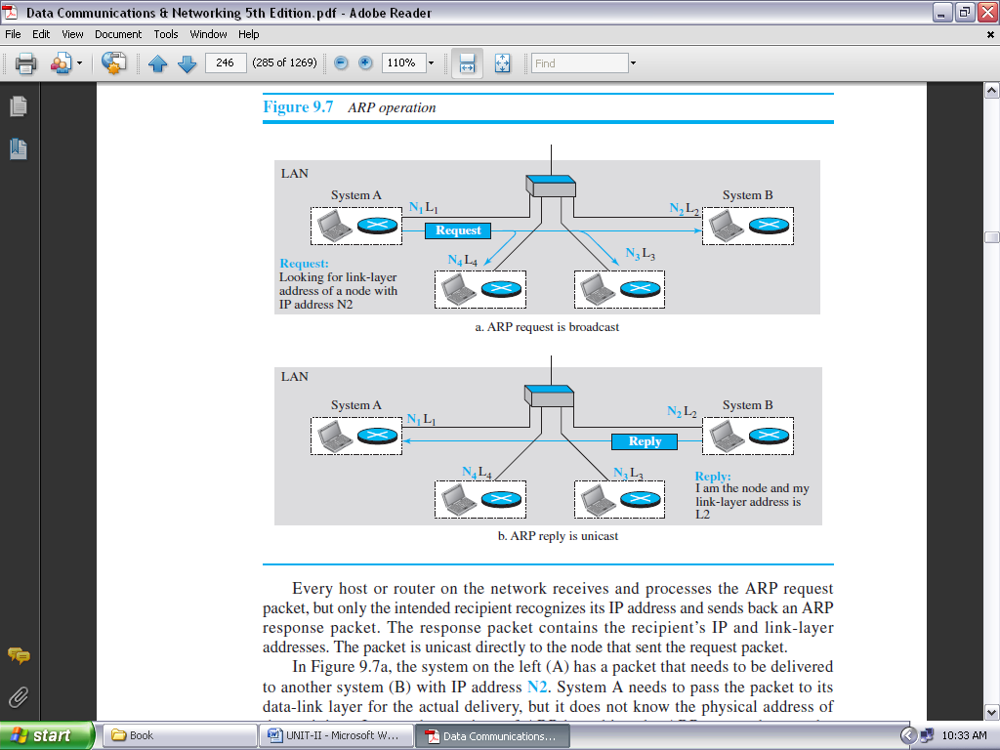 Data Communications & Networking 5th Edition.pdf - Adobe Reader
File Edit View Document Tools Window Help
246 (285 of 1269) 110% Find
Figure 9.7 ARP operation
LAN
System A
System B
N1 L1
N2 L2
Request
N4 L4
N3 L3
Request:
Looking for link-layer
address of a node with
IP address N2
a. ARP request is broadcast
LAN
System A
System B
N1 L1
N2 L2
Reply
N4 L4
N3 L3
Reply:
I am the node and my
link-layer address is
L2
b. ARP reply is unicast
Every host or router on the network receives and processes the ARP request
packet, but only the intended recipient recognizes its IP address and sends back an ARP
response packet. The response packet contains the recipient's IP and link-layer
addresses. The packet is unicast directly to the node that sent the request packet.
In Figure 9.7a, the system on the left (A) has a packet that needs to be delivered
to another system (B) with IP address N2. System A needs to pass the packet to its
data-link layer for the actual delivery, but it does not know the physical address of
start Book UNIT-II - Microsoft W... Data Communications... 10:33 AM